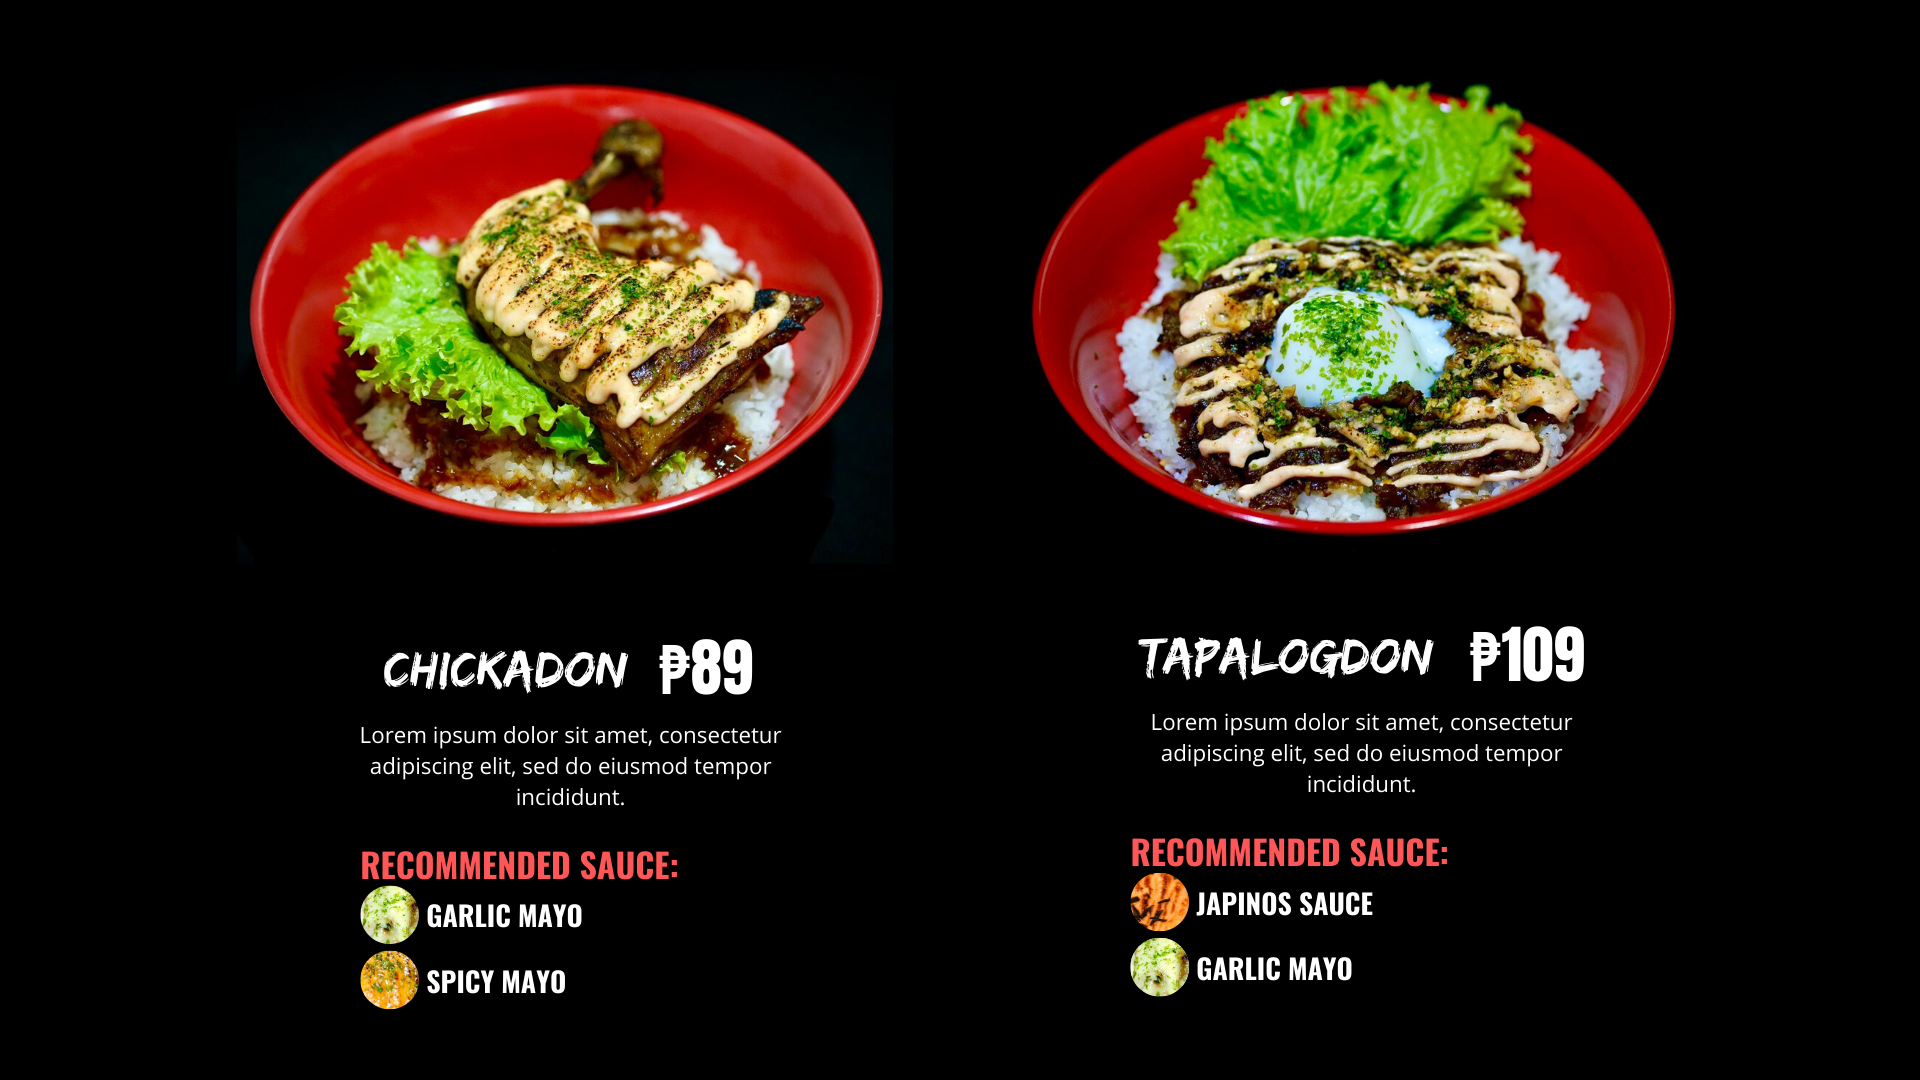 CHICKADON ₱89
Lorem ipsum dolor sit amet, consectetur
adipiscing elit, sed do eiusmod tempor
incididunt.
RECOMMENDED SAUCE:
GARLIC MAYO
SPICY MAYO
TAPALOGDON ₱109
Lorem ipsum dolor sit amet, consectetur
adipiscing elit, sed do eiusmod tempor
incididunt.
RECOMMENDED SAUCE:
JAPINOS SAUCE
GARLIC MAYO